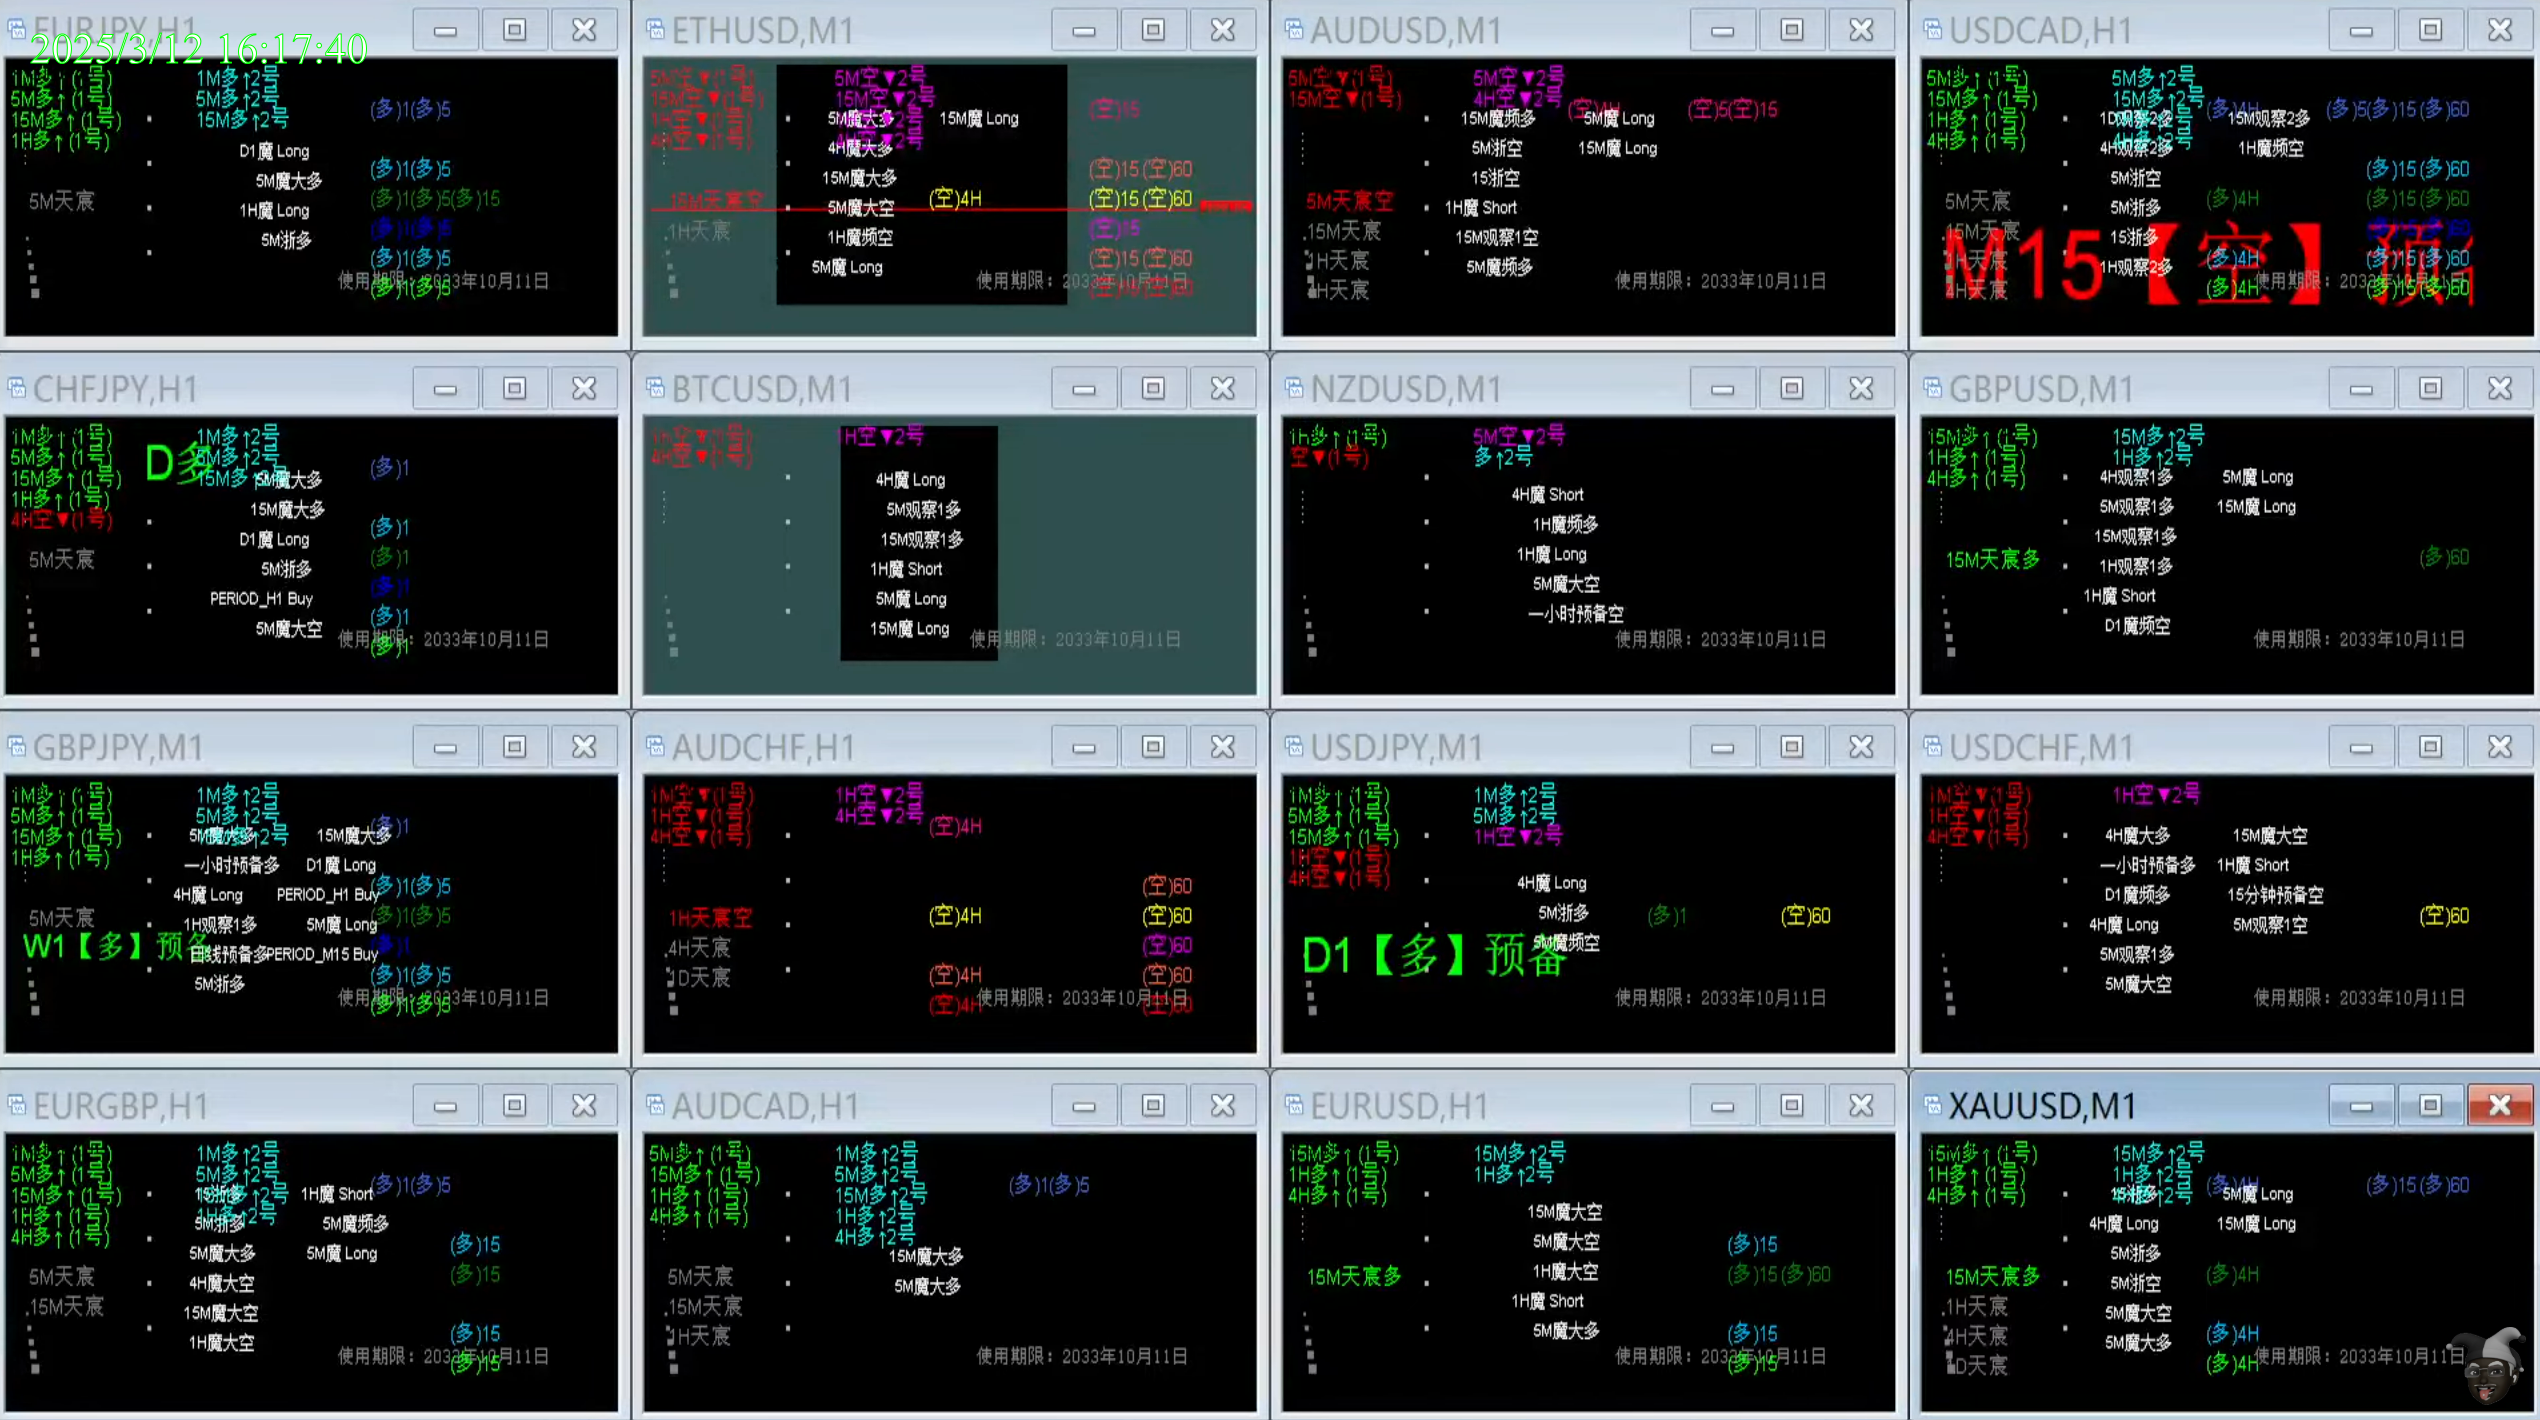 EURJPY,H1
2025/3/12 16:17:40
1M多↑(1号)
5M多↑(1号)
15M多↑(1号)
1H多↑(1号)
1M多↑2号
5M多↑2号
15M多↑2号
(多)1(多)5
D1魔 Long
5M魔大多
1H魔 Long
5M浙多
5M天宸
(多)1(多)5
(多)1(多)5(多)15
(多)1(多)5
(多)1(多)5
(多)1(多)5
使用期限: 2033年10月11日
ETHUSD,M1
5M空▼(1号)
15M空▼(1号)
1H空▼(1号)
4H空▼(1号)
5M空▼2号
15M空▼2号
4H空▼2号
5M魔大多
15M魔 Long
4H魔大多
15M魔大多
5M魔大空
1H魔频空
5M魔 Long
15M天宸空
1H天宸
(空)4H
(空)15
(空)15(空)60
(空)15(空)60
(空)15
(空)15(空)60
使用期限: 2033年10月11日
AUDUSD,M1
5M空▼(1号)
15M空▼(1号)
5M空▼2号
4H空▼2号
(空)4H
(空)5(空)15
15M魔频多
5M魔 Long
5M浙空
15M魔 Long
15浙空
1H魔 Short
15M观察1空
5M魔频多
5M天宸空
15M天宸
1H天宸
4H天宸
使用期限: 2033年10月11日
USDCAD,H1
5M多↑(1号)
15M多↑(1号)
1H多↑(1号)
4H多↑(1号)
5M多↑2号
15M多↑2号
4H多↑2号
(多)4H
(多)5(多)15(多)60
15M观察2多
4H观察2多
1H魔频空
5M浙空
5M浙多
15浙多
1H观察2多
5M天宸
15M天宸
1H天宸
4H天宸
(多)15(多)60
(多)4H
(多)15(多)60
(多)15(多)60
(多)4H
(多)15(多)60
(多)4H
(多)15(多)60
M15【空】预备
使用期限: 2033年10月11日
CHFJPY,H1
1M多↑(1号)
5M多↑(1号)
15M多↑(1号)
1H多↑(1号)
4H空▼(1号)
D多
1M多↑2号
5M多↑2号
15M多↑2号
(多)1
5M魔大多
15M魔大多
D1魔 Long
5M浙多
PERIOD_H1 Buy
5M魔大空
5M天宸
(多)1
(多)1
(多)1
(多)1
(多)1
使用期限: 2033年10月11日
BTCUSD,M1
1H空▼(1号)
4H空▼(1号)
1H空▼2号
4H魔 Long
5M观察1多
15M观察1多
1H魔 Short
5M魔 Long
15M魔 Long
使用期限: 2033年10月11日
NZDUSD,M1
1H多↑(1号)
空▼(1号)
5M空▼2号
多↑2号
4H魔 Short
1H魔频多
1H魔 Long
5M魔大空
一小时预备空
使用期限: 2033年10月11日
GBPUSD,M1
15M多↑(1号)
1H多↑(1号)
4H多↑(1号)
15M多↑2号
1H多↑2号
4H观察1多
5M魔 Long
5M观察1多
15M魔 Long
15M观察1多
1H观察1多
1H魔 Short
D1魔频空
15M天宸多
(多)60
使用期限: 2033年10月11日
GBPJPY,M1
1M多↑(1号)
5M多↑(1号)
15M多↑(1号)
1H多↑(1号)
1M多↑2号
5M多↑2号
15M多↑2号
(多)1
5M魔大多
15M魔大多
一小时预备多
D1魔 Long
4H魔 Long
PERIOD_H1 Buy
1H观察1多
5M魔 Long
日线预备多
PERIOD_M15 Buy
5M浙多
5M天宸
W1【多】预备
(多)1(多)5
(多)1(多)5
(多)1
(多)1(多)5
(多)1(多)5
使用期限: 2033年10月11日
AUDCHF,H1
1M空▼(1号)
1H空▼(1号)
4H空▼(1号)
1H空▼2号
4H空▼2号
(空)4H
1H天宸空
4H天宸
1D天宸
(空)60
(空)4H
(空)60
(空)60
(空)4H
(空)60
(空)4H
(空)60
使用期限: 2033年10月11日
USDJPY,M1
1M多↑(1号)
5M多↑(1号)
15M多↑(1号)
1H空▼(1号)
4H空▼(1号)
1M多↑2号
5M多↑2号
1H空▼2号
4H魔 Long
5M浙多
5M魔频空
(多)1
(空)60
D1【多】预备
使用期限: 2033年10月11日
USDCHF,M1
1M空▼(1号)
1H空▼(1号)
4H空▼(1号)
1H空▼2号
4H魔大多
15M魔大空
一小时预备多
1H魔 Short
D1魔频多
15分钟预备空
4H魔 Long
5M观察1空
5M观察1多
5M魔大空
(空)60
使用期限: 2033年10月11日
EURGBP,H1
1M多↑(1号)
5M多↑(1号)
15M多↑(1号)
1H多↑(1号)
4H多↑(1号)
1M多↑2号
5M多↑2号
15M多↑2号
1H多↑2号
(多)1(多)5
15浙多
1H魔 Short
5M浙多
5M魔频多
5M魔大多
5M魔 Long
4H魔大空
15M魔大空
1H魔大空
5M天宸
15M天宸
(多)15
(多)15
(多)15
(多)15
使用期限: 2033年10月11日
AUDCAD,H1
5M多↑(1号)
15M多↑(1号)
1H多↑(1号)
4H多↑(1号)
1M多↑2号
5M多↑2号
15M多↑2号
1H多↑2号
4H多↑2号
(多)1(多)5
15M魔大多
5M魔大多
5M天宸
15M天宸
1H天宸
使用期限: 2033年10月11日
EURUSD,H1
15M多↑(1号)
1H多↑(1号)
4H多↑(1号)
15M多↑2号
1H多↑2号
15M魔大空
5M魔大空
1H魔大空
1H魔 Short
5M魔大多
15M天宸多
(多)15
(多)15(多)60
(多)15
(多)15
使用期限: 2033年10月11日
XAUUSD,M1
15M多↑(1号)
1H多↑(1号)
4H多↑(1号)
15M多↑2号
1H多↑2号
4H多↑2号
(多)4H
(多)15(多)60
15浙多
5M魔 Long
4H魔 Long
15M魔 Long
5M浙多
5M浙空
5M魔大空
5M魔大多
15M天宸多
1H天宸
4H天宸
1D天宸
(多)4H
(多)4H
(多)4H
使用期限: 2033年10月11日